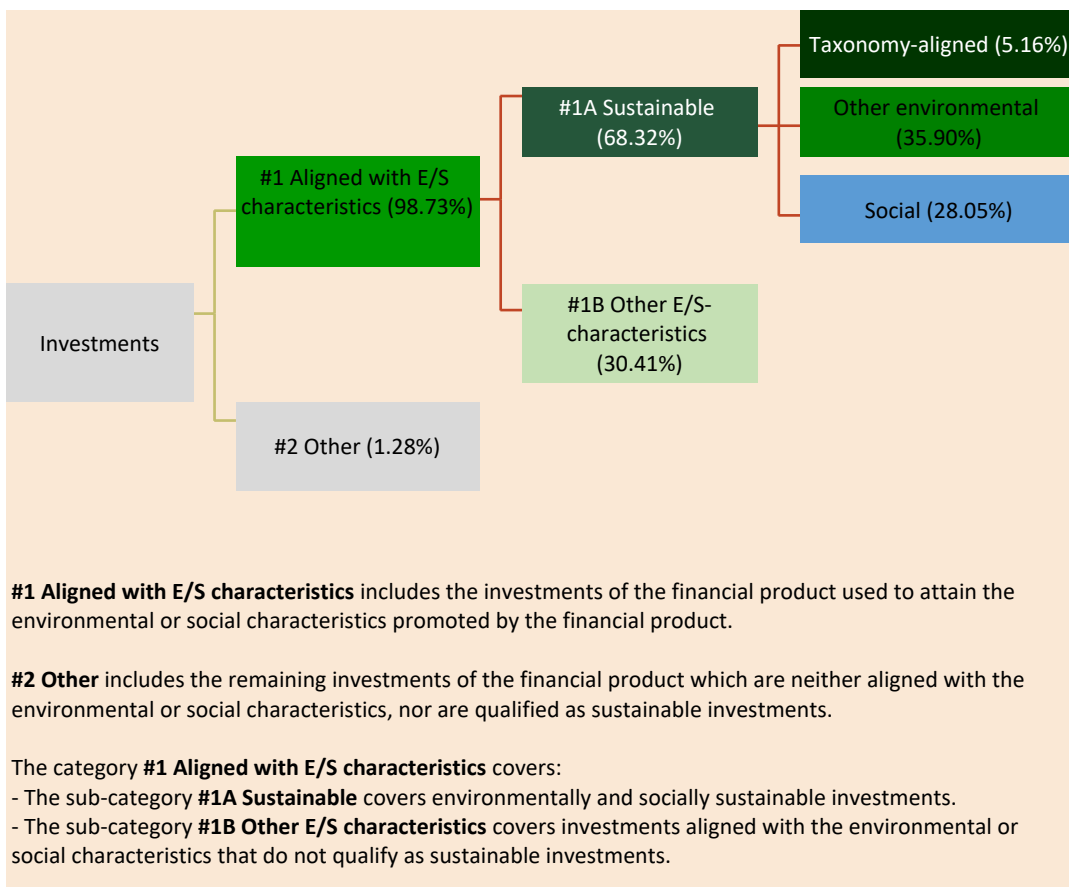 Taxonomy-aligned (5.16%)
#1A Sustainable
(68.32%)
Other environmental
(35.90%)
#1 Aligned with E/S
characteristics (98.73%)
Social (28.05%)
#1B Other E/S-
characteristics
(30.41%)
Investments
#2 Other (1.28%)
#1 Aligned with E/S characteristics includes the investments of the financial product used to attain the
environmental or social characteristics promoted by the financial product.
#2 Other includes the remaining investments of the financial product which are neither aligned with the
environmental or social characteristics, nor are qualified as sustainable investments.
The category #1 Aligned with E/S characteristics covers:
- The sub-category #1A Sustainable covers environmentally and socially sustainable investments.
- The sub-category #1B Other E/S characteristics covers investments aligned with the environmental or
social characteristics that do not qualify as sustainable investments.